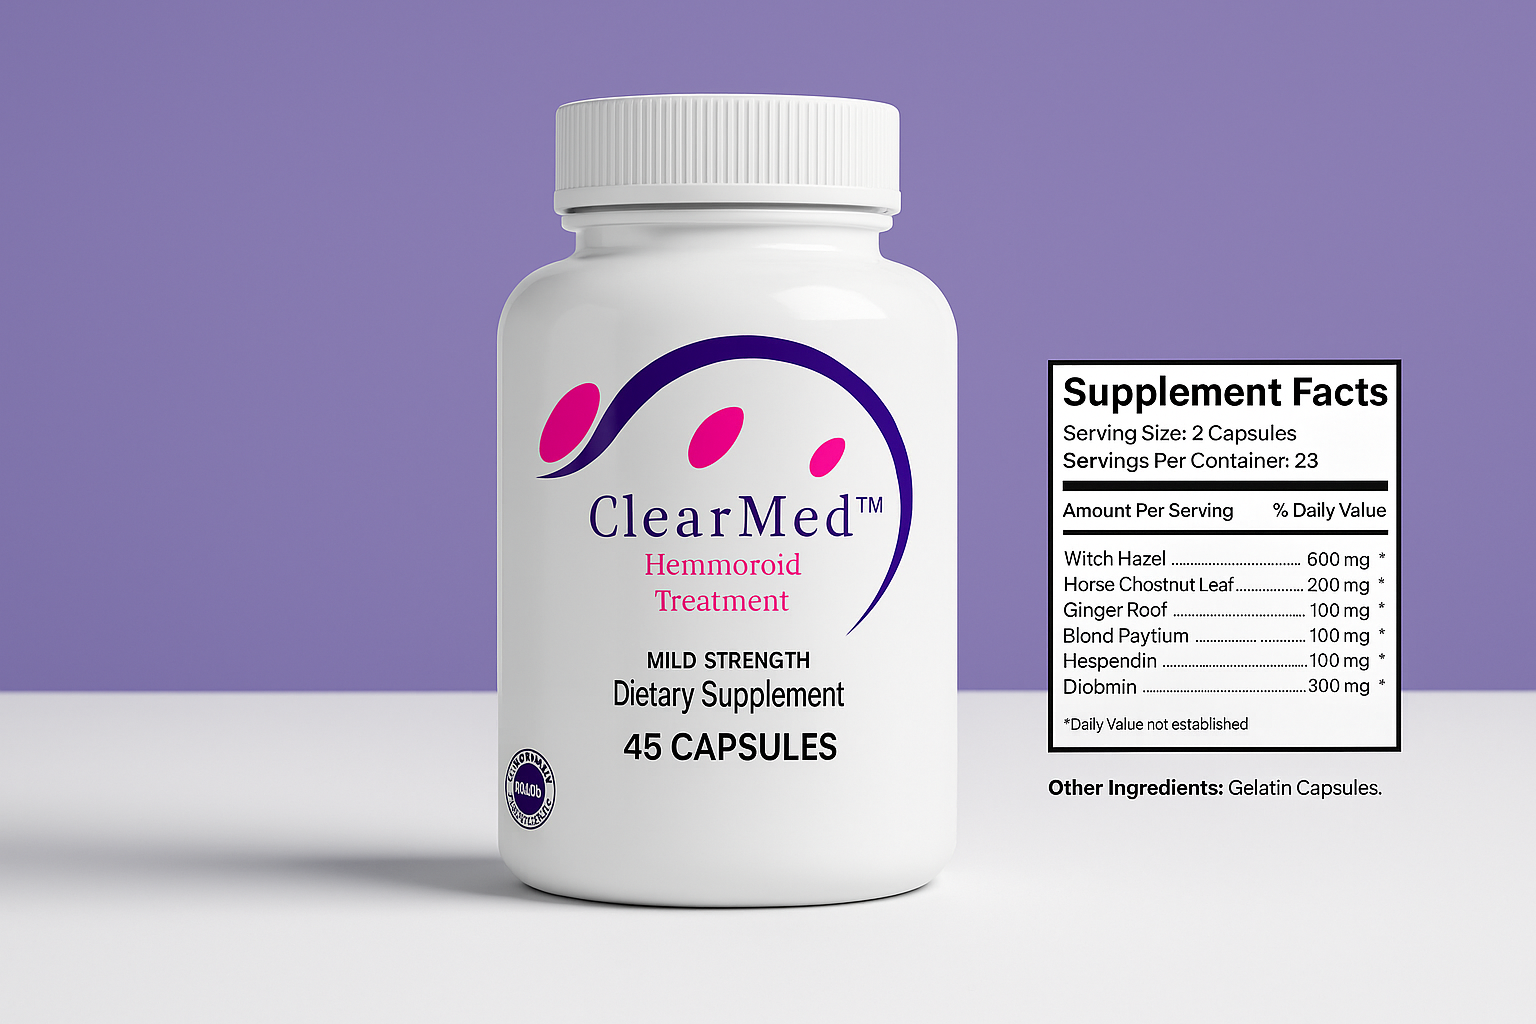 ClearMed™
Hemmoroid
Treatment
MILD STRENGTH
Dietary Supplement
45 CAPSULES
Supplement Facts
Serving Size: 2 Capsules
Servings Per Container: 23
Amount Per Serving % Daily Value
Witch Hazel ........................ 600 mg *
Horse Chostnut Leaf ............ 200 mg *
Ginger Roof ........................ 100 mg *
Blond Paytium .................... 100 mg *
Hespendin .......................... 100 mg *
Diobmin .............................. 300 mg *
*Daily Value not established
Other Ingredients: Gelatin Capsules.